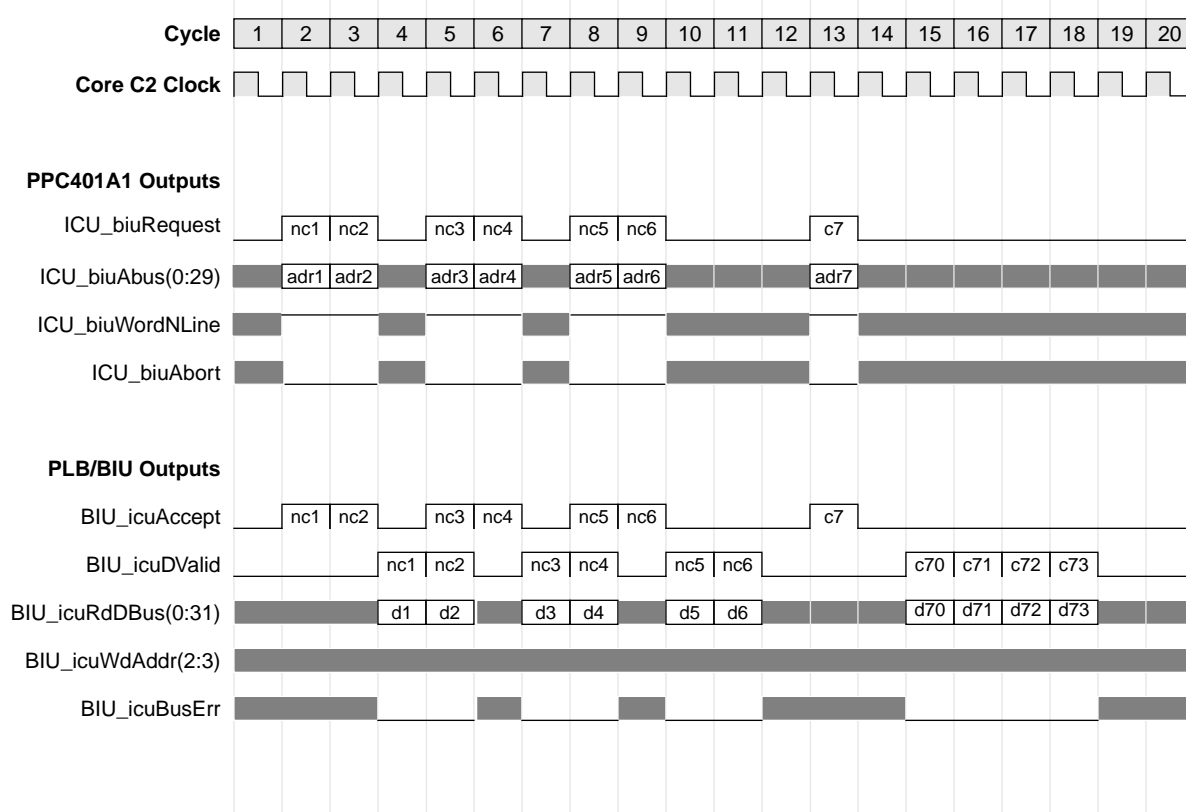 Cycle 1 2 3 4 5 6 7 8 9 10 11 12 13 14 15 16 17 18 19 20
Core C2 Clock
PPC401A1 Outputs
ICU_biuRequest nc1 nc2 nc3 nc4 nc5 nc6 c7
ICU_biuAbus(0:29) adr1 adr2 adr3 adr4 adr5 adr6 adr7
ICU_biuWordNLine
ICU_biuAbort
PLB/BIU Outputs
BIU_icuAccept nc1 nc2 nc3 nc4 nc5 nc6 c7
BIU_icuDValid nc1 nc2 nc3 nc4 nc5 nc6 c70 c71 c72 c73
BIU_icuRdDBus(0:31) d1 d2 d3 d4 d5 d6 d70 d71 d72 d73
BIU_icuWdAddr(2:3)
BIU_icuBusErr